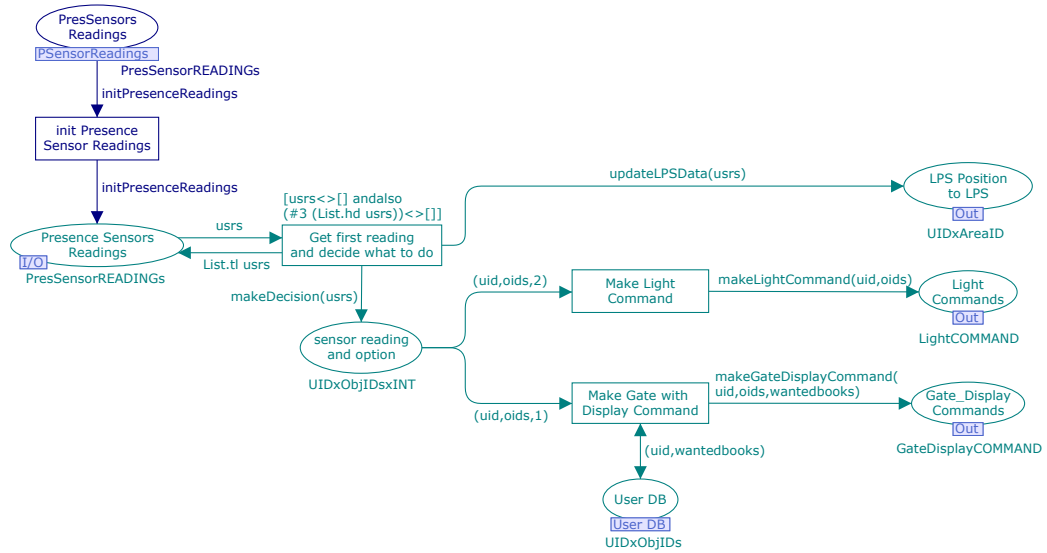 PresSensors
Readings
PSensorReadings
PresSensorREADINGs
initPresenceReadings
init Presence
Sensor Readings
initPresenceReadings
[usrs<>[] andalso
(#3 (List.hd usrs))<>[]]
updateLPSData(usrs)
LPS Position
to LPS
Out
UIDxAreaID
Presence Sensors
Readings
I/O
PresSensorREADINGs
usrs
List.tl usrs
Get first reading
and decide what to do
makeDecision(usrs)
sensor reading
and option
UIDxObjIDsxINT
(uid,oids,2)
Make Light
Command
makeLightCommand(uid,oids)
Light
Commands
Out
LightCOMMAND
(uid,oids,1)
Make Gate with
Display Command
makeGateDisplayCommand(
uid,oids,wantedbooks)
Gate_Display
Commands
Out
GateDisplayCOMMAND
(uid,wantedbooks)
User DB
User DB
UIDxObjIDs